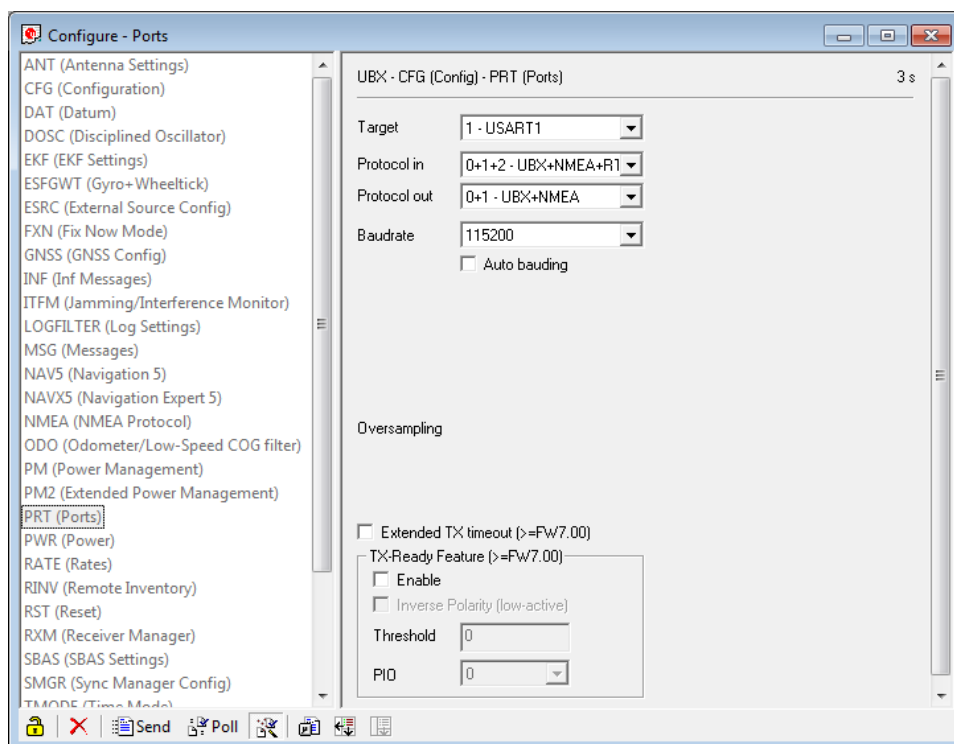 Configure - Ports
ANT (Antenna Settings)
CFG (Configuration)
DAT (Datum)
DOSC (Disciplined Oscillator)
EKF (EKF Settings)
ESFGWT (Gyro+Wheeltick)
ESRC (External Source Config)
FXN (Fix Now Mode)
GNSS (GNSS Config)
INF (Inf Messages)
ITFM (Jamming/Interference Monitor)
LOGFILTER (Log Settings)
MSG (Messages)
NAV5 (Navigation 5)
NAVX5 (Navigation Expert 5)
NMEA (NMEA Protocol)
ODO (Odometer/Low-Speed COG filter)
PM (Power Management)
PM2 (Extended Power Management)
PRT (Ports)
PWR (Power)
RATE (Rates)
RINV (Remote Inventory)
RST (Reset)
RXM (Receiver Manager)
SBAS (SBAS Settings)
SMGR (Sync Manager Config)
TMODE (Time Mode)
UBX - CFG (Config) - PRT (Ports) 3 s
Target 1 - USART1
Protocol in 0+1+2 - UBX+NMEA+RT
Protocol out 0+1 - UBX+NMEA
Baudrate 115200
Auto bauding
Oversampling
Extended TX timeout (>=FW7.00)
TX-Ready Feature (>=FW7.00)
Enable
Inverse Polarity (low-active)
Threshold 0
PIO 0
Send Poll